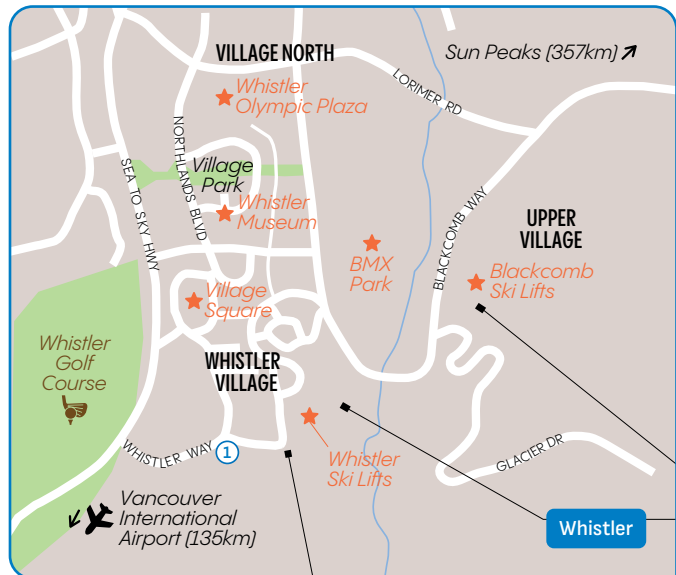 VILLAGE NORTH
Sun Peaks (357km)
Whistler
Olympic Plaza
LORIMER RD
NORTHLANDS BLVD
Village
Park
SEA TO SKY HWY
Whistler
Museum
BLACKCOMB WAY
UPPER
VILLAGE
BMX
Park
Blackcomb
Ski Lifts
Village
Square
Whistler
Golf
Course
WHISTLER
VILLAGE
WHISTLER WAY
1
Whistler
Ski Lifts
GLACIER DR
Vancouver
International
Airport (135km)
Whistler